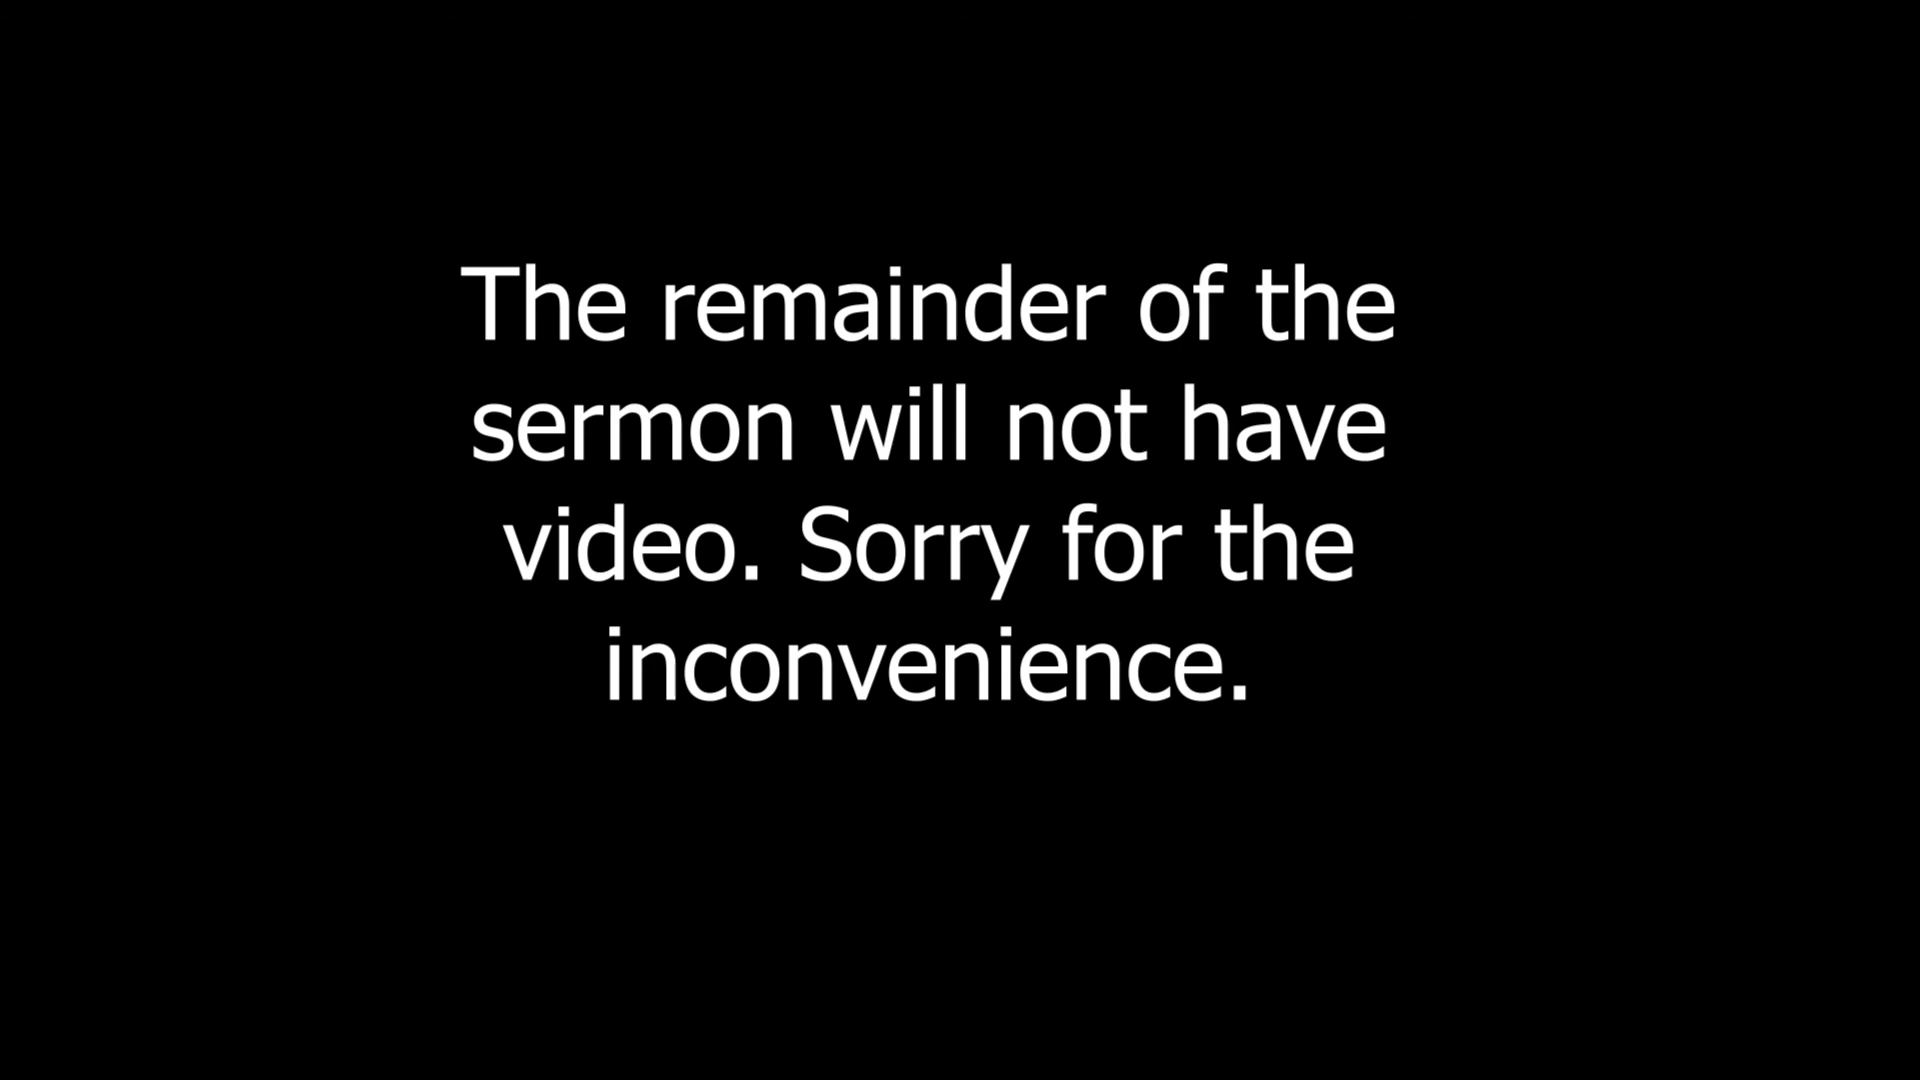 The remainder of the
sermon will not have
video. Sorry for the
inconvenience.